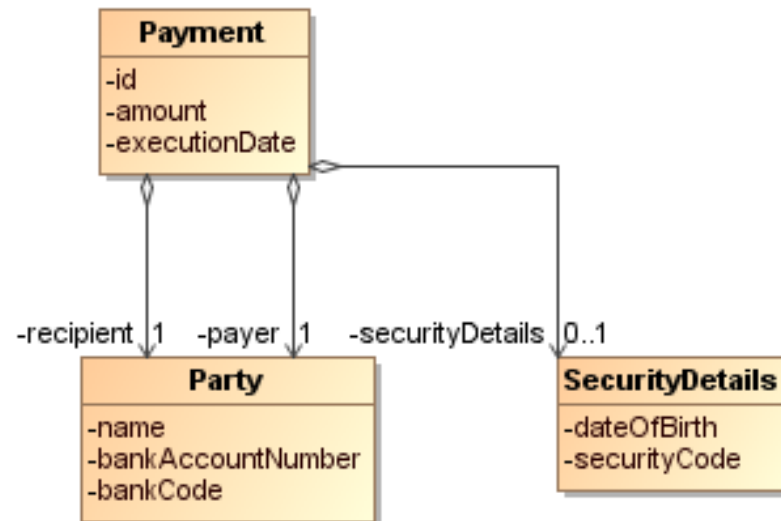 Payment
-id
-amount
-executionDate
-recipient 1
-payer 1
-securityDetails 0..1
Party
-name
-bankAccountNumber
-bankCode
SecurityDetails
-dateOfBirth
-securityCode